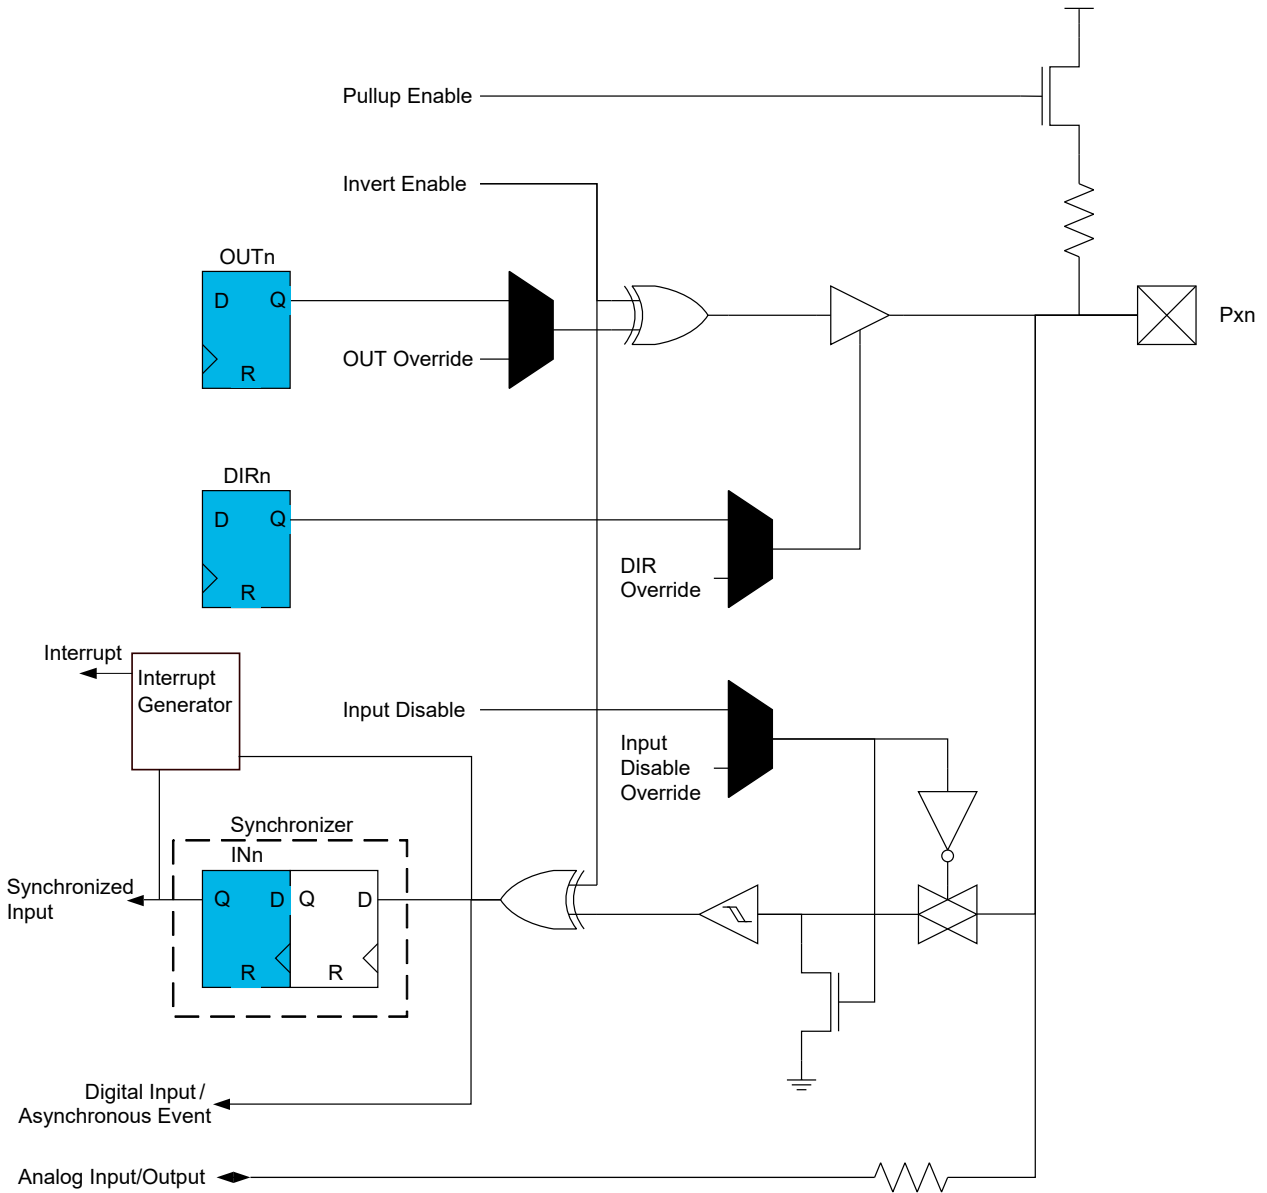 Pullup Enable
Invert Enable
OUTn
D Q
OUT Override
R
Pxn
DIRn
D Q
DIR
Override
R
Interrupt
Interrupt
Generator
Input Disable
Input
Disable
Override
Synchronizer
INn
Synchronized
Input
Q D Q D
R R
Digital Input/
Asynchronous Event
Analog Input/Output